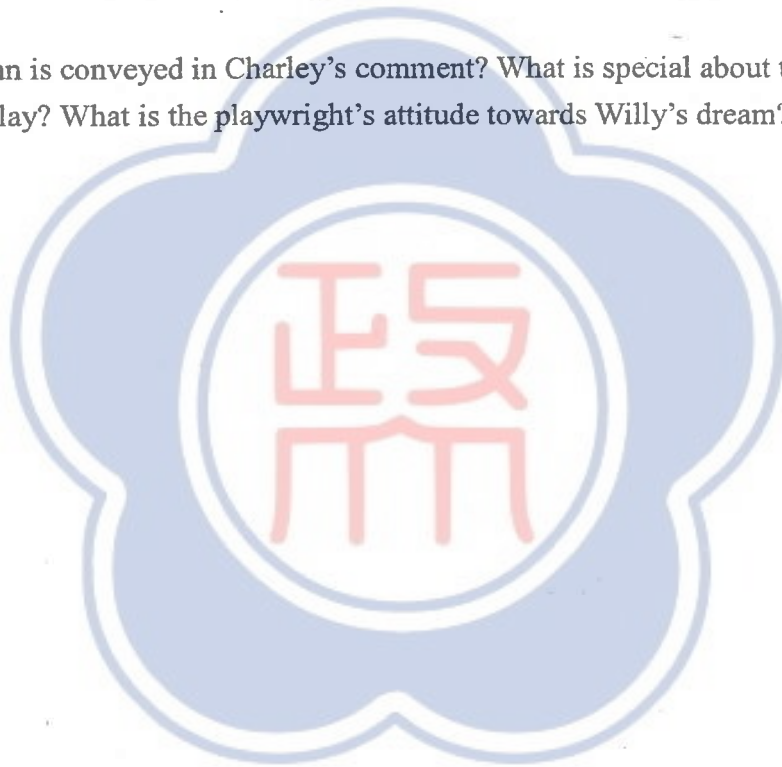 an is conveyed in Charley's comment? What is special about
lay? What is the playwright's attitude towards Willy's dream?
政